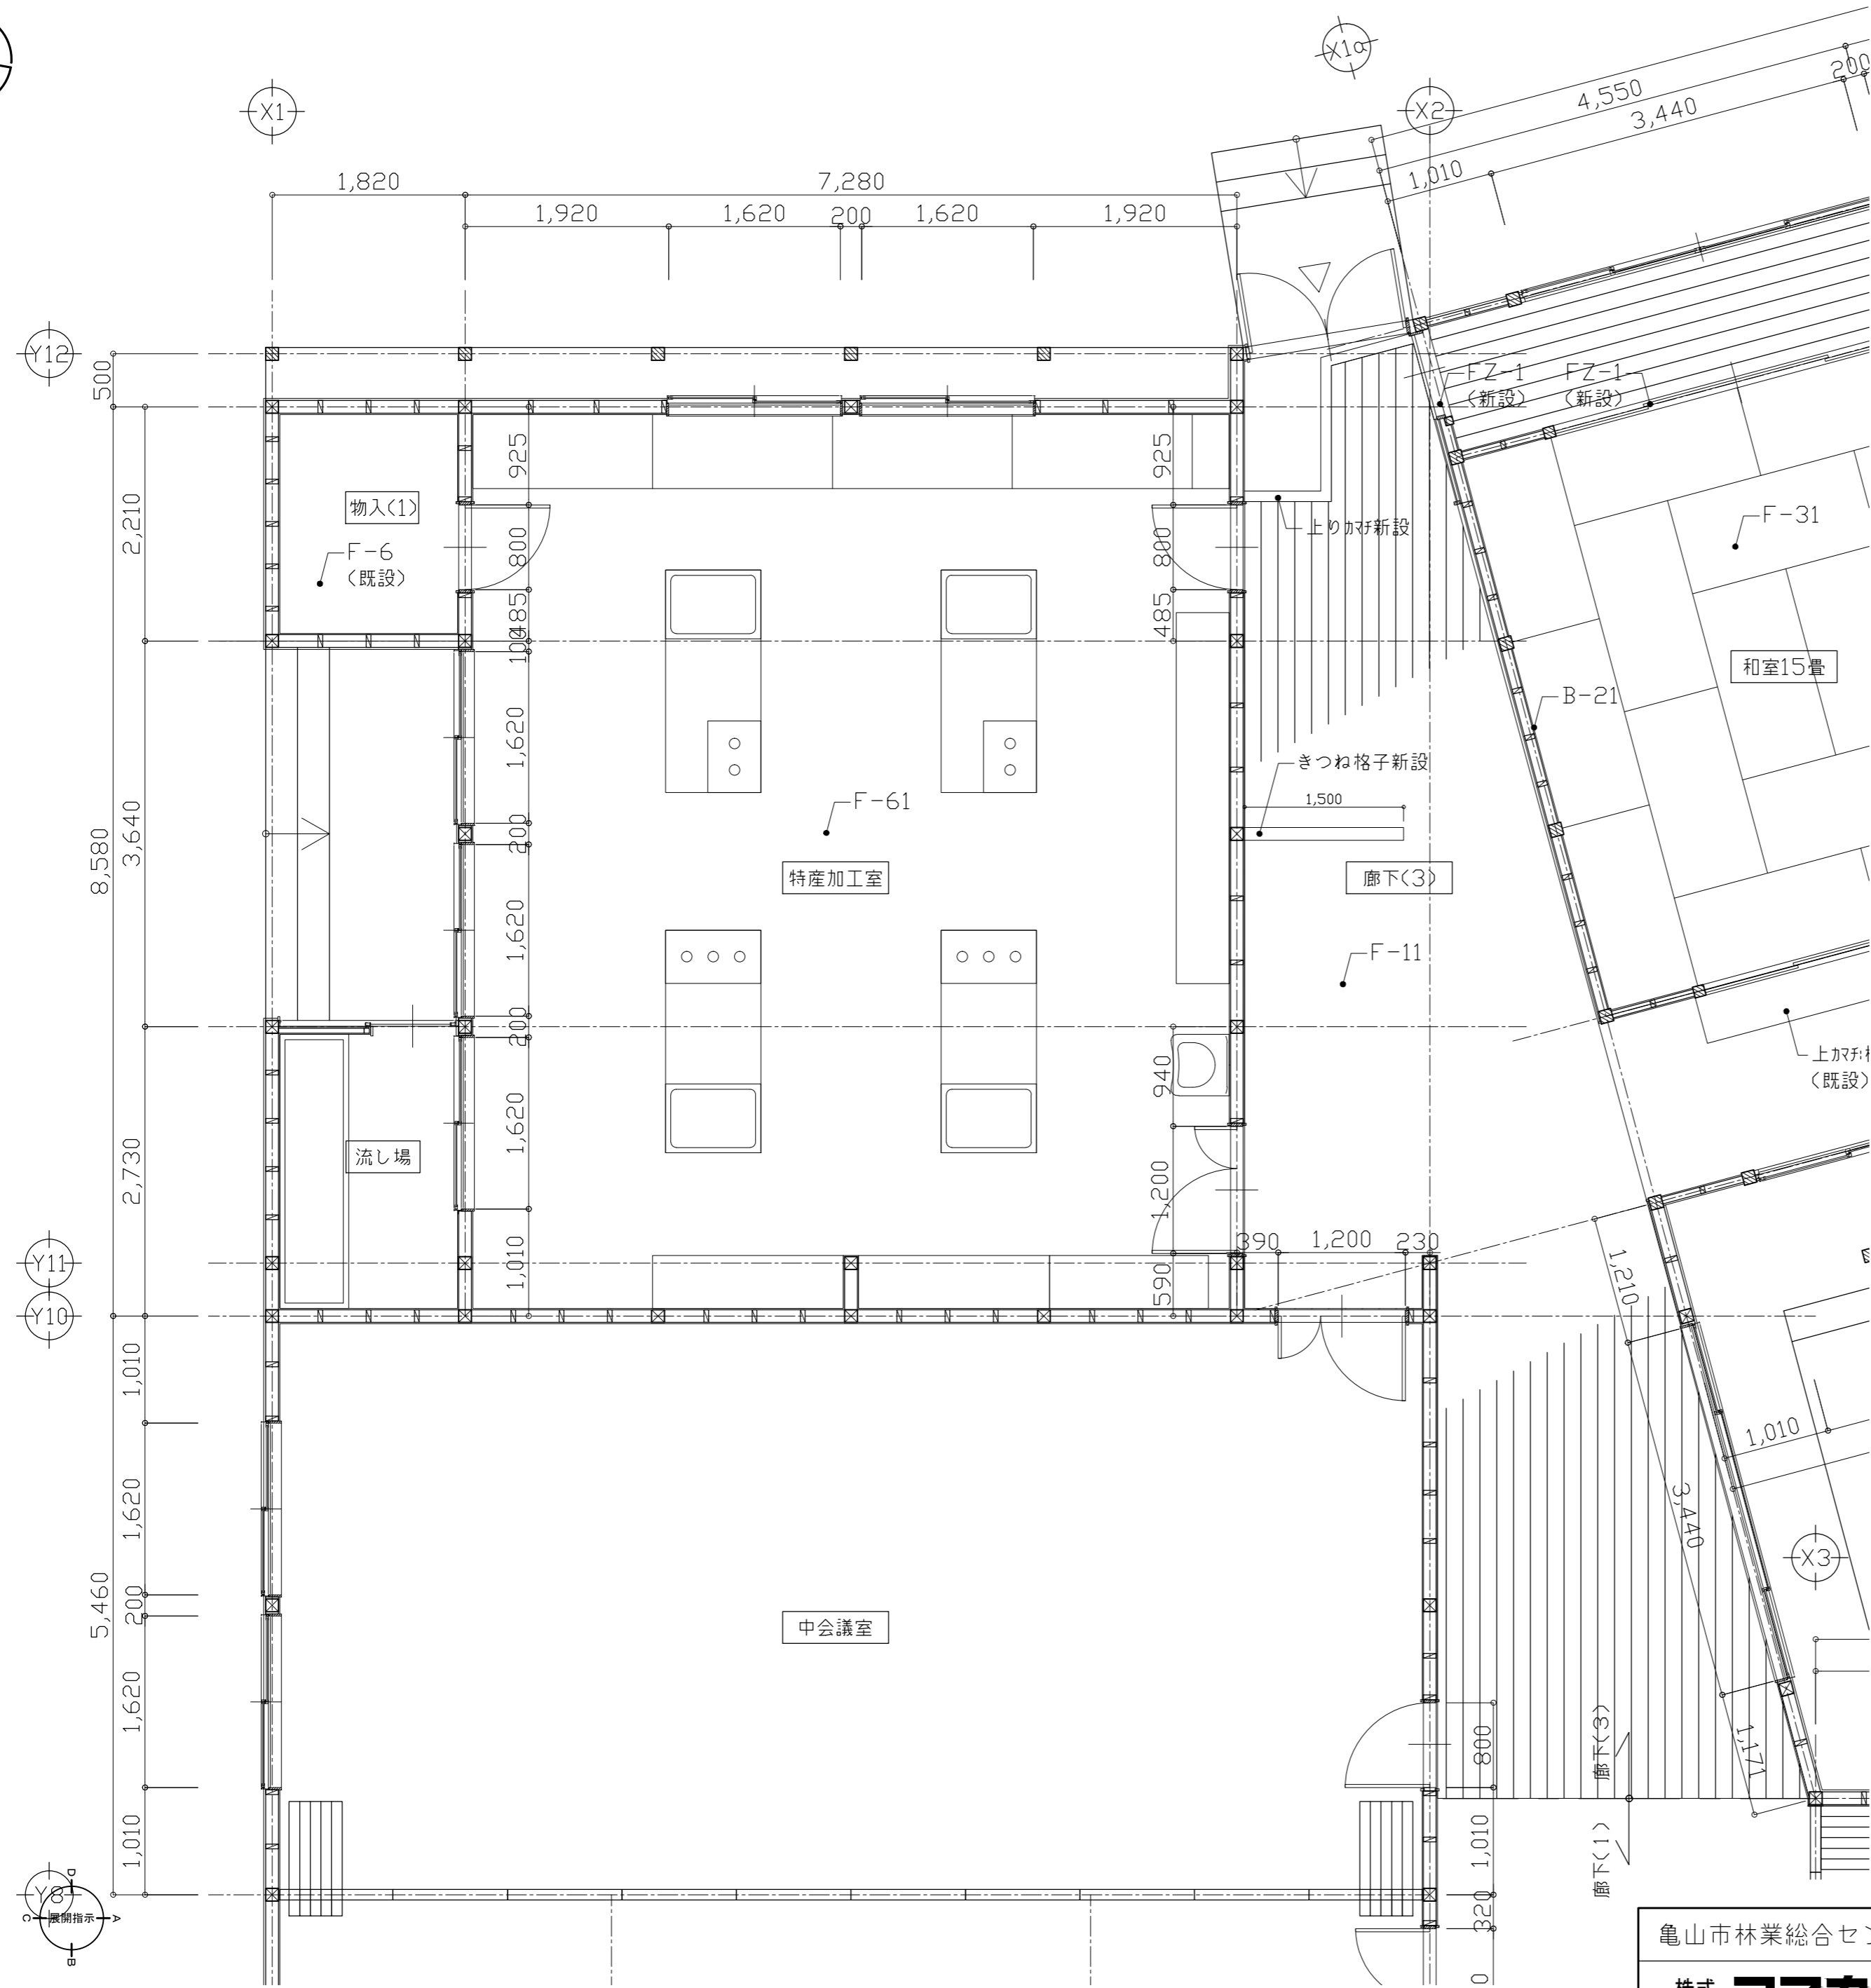 X1
X1α
X2
4,550
200
3,440
1,010
1,820
7,280
1,920
1,620
200
1,620
1,920
Y12
500
FZ-1
(新設)
FZ-1
(新設)
925
925
2,210
物入(1)
F-6
(既設)
800
800
上りカマチ新設
F-31
485
485
10
和室15畳
B-21
1,620
きつね格子新設
1,500
F-61
200
3,640
8,580
特産加工室
廊下(3)
1,620
F-11
200
940
上カマチ:
(既設)
1,620
流し場
2,730
1,200
1,010
390
1,200
230
590
Y11
Y10
1,210
1,010
1,010
1,620
3,440
X3
5,460
200
中会議室
1,620
800
廊下(3)
1,171
1,010
1,010
廊下(1)
320
0
Y8
D
C
展開指示
A
B
亀山市林業総合セ
株式